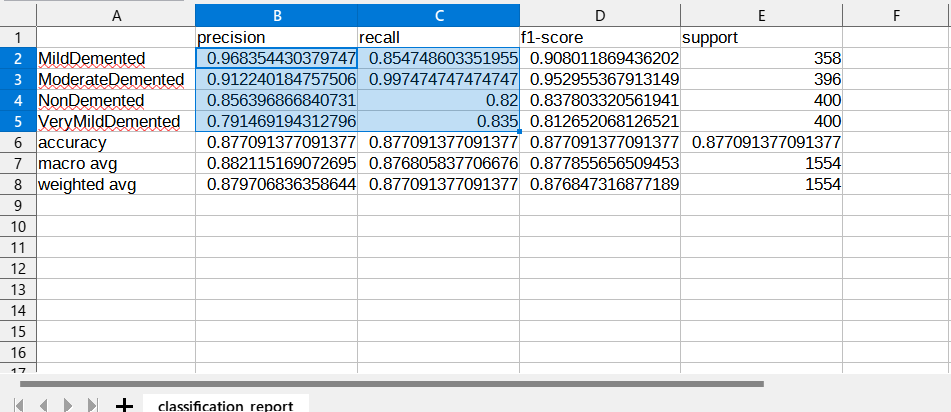 A B C D E F
1 precision recall f1-score support
2 MildDemented 0.968354430379747 0.854748603351955 0.908011869436202 358
3 ModerateDemented 0.912240184757506 0.997474747474747 0.952955367913149 396
4 NonDemented 0.856396866840731 0.82 0.837803320561941 400
5 VeryMildDemented 0.791469194312796 0.835 0.812652068126521 400
6 accuracy 0.877091377091377 0.877091377091377 0.877091377091377 0.877091377091377
7 macro avg 0.882115169072695 0.876805837706676 0.877855656509453 1554
8 weighted avg 0.879706836358644 0.877091377091377 0.876847316877189 1554
9
10
11
12
13
14
15
16
17
classification_report